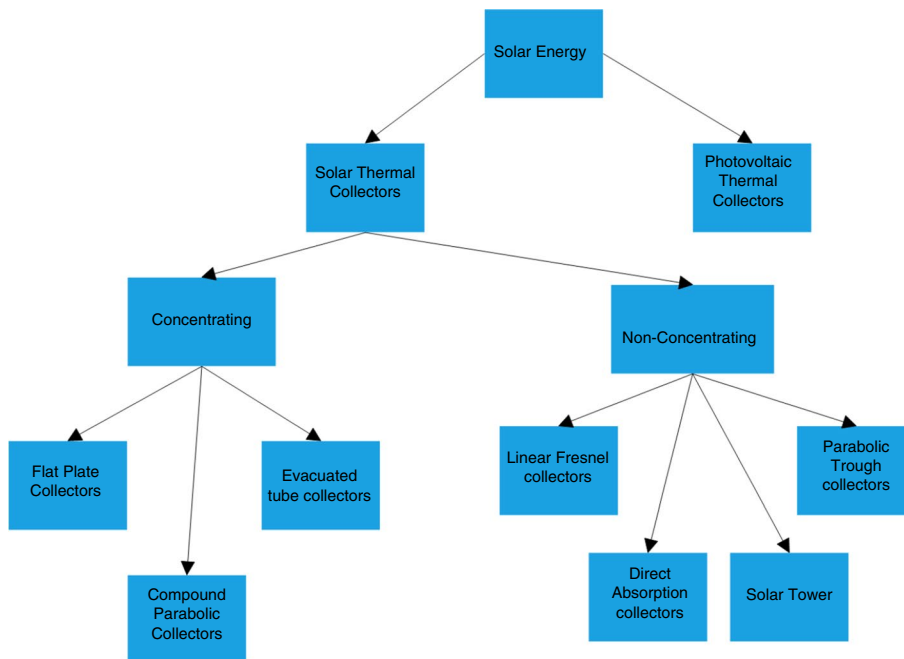 Solar Energy
Solar Thermal
Collectors
Photovoltaic
Thermal
Collectors
Concentrating
Non-Concentrating
Flat Plate
Collectors
Evacuated
tube collectors
Linear Fresnel
collectors
Parabolic
Trough
collectors
Compound
Parabolic
Collectors
Direct
Absorption
collectors
Solar Tower